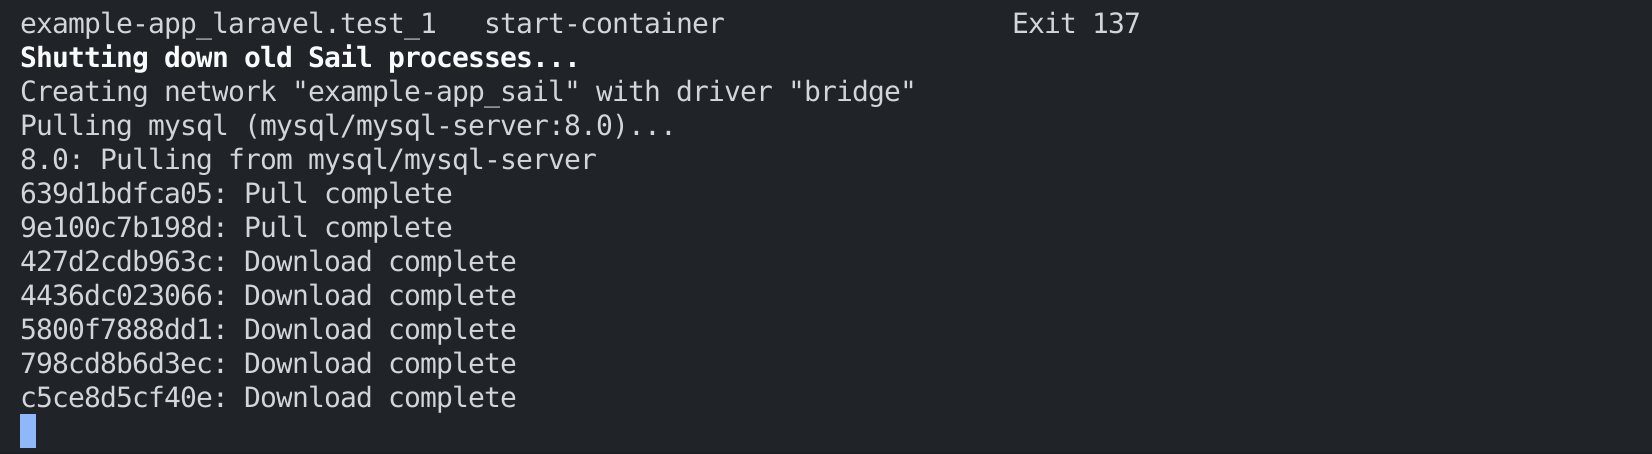 example-app_laravel.test_1   start-container                  Exit 137
Shutting down old Sail processes...
Creating network "example-app_sail" with driver "bridge"
Pulling mysql (mysql/mysql-server:8.0)...
8.0: Pulling from mysql/mysql-server
639d1bdfca05: Pull complete
9e100c7b198d: Pull complete
427d2cdb963c: Download complete
4436dc023066: Download complete
5800f7888dd1: Download complete
798cd8b6d3ec: Download complete
c5ce8d5cf40e: Download complete